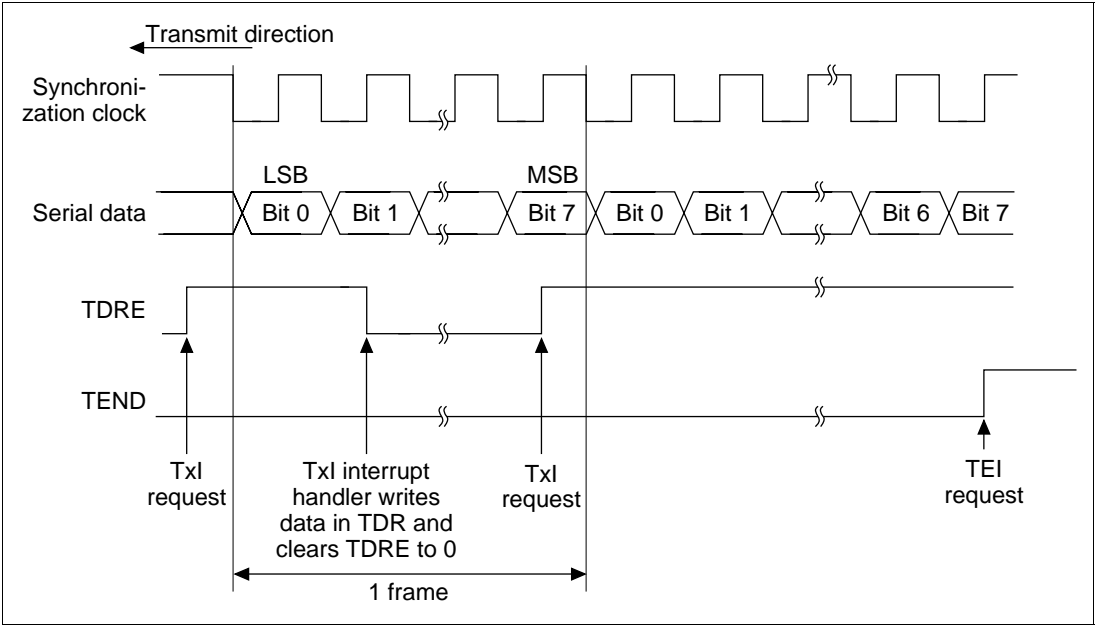 Transmit direction
Synchroni-
zation clock
LSB
MSB
Serial data
Bit 0
Bit 1
Bit 7
Bit 0
Bit 1
Bit 6
Bit 7
TDRE
TEND
TxI
request
TxI interrupt
handler writes
data in TDR and
clears TDRE to 0
TxI
request
TEI
request
1 frame